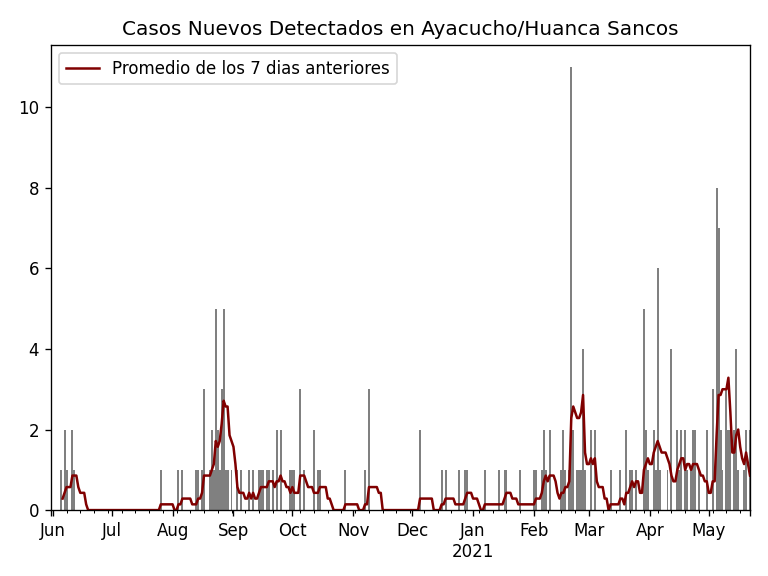 Casos Nuevos Detectados en Ayacucho/Huanca Sancos
Promedio de los 7 dias anteriores
10
8
6
4
2
0
Jun Jul Aug Sep Oct Nov Dec Jan Feb Mar Apr May
2021